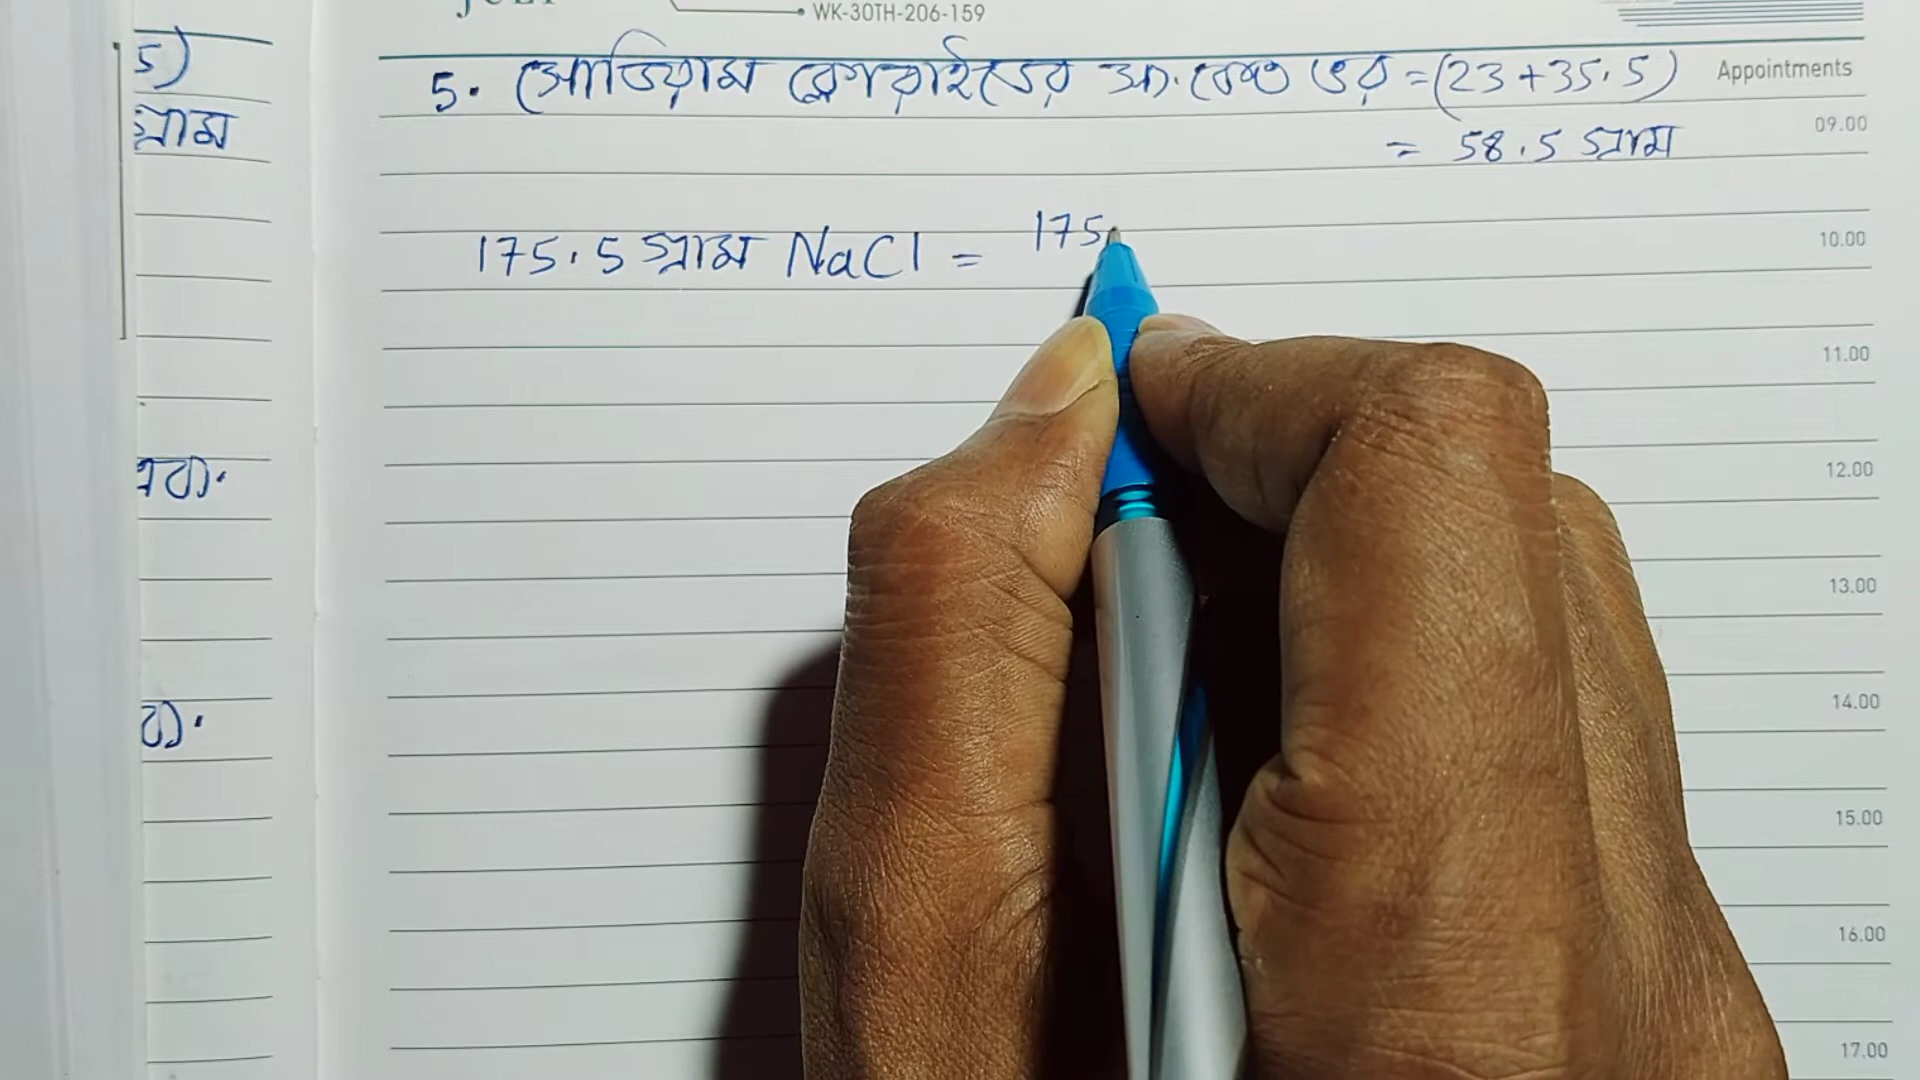 WK-30TH-206-159
5)
গ্রাম
এবং
বং
5. সোডিয়াম ক্লোরাইডের সংকেত ভর = (23 + 35.5)
= 58.5 গ্রাম
175.5 গ্রাম NaCl = 175.
Appointments
09.00
10.00
11.00
12.00
13.00
14.00
15.00
16.00
17.00